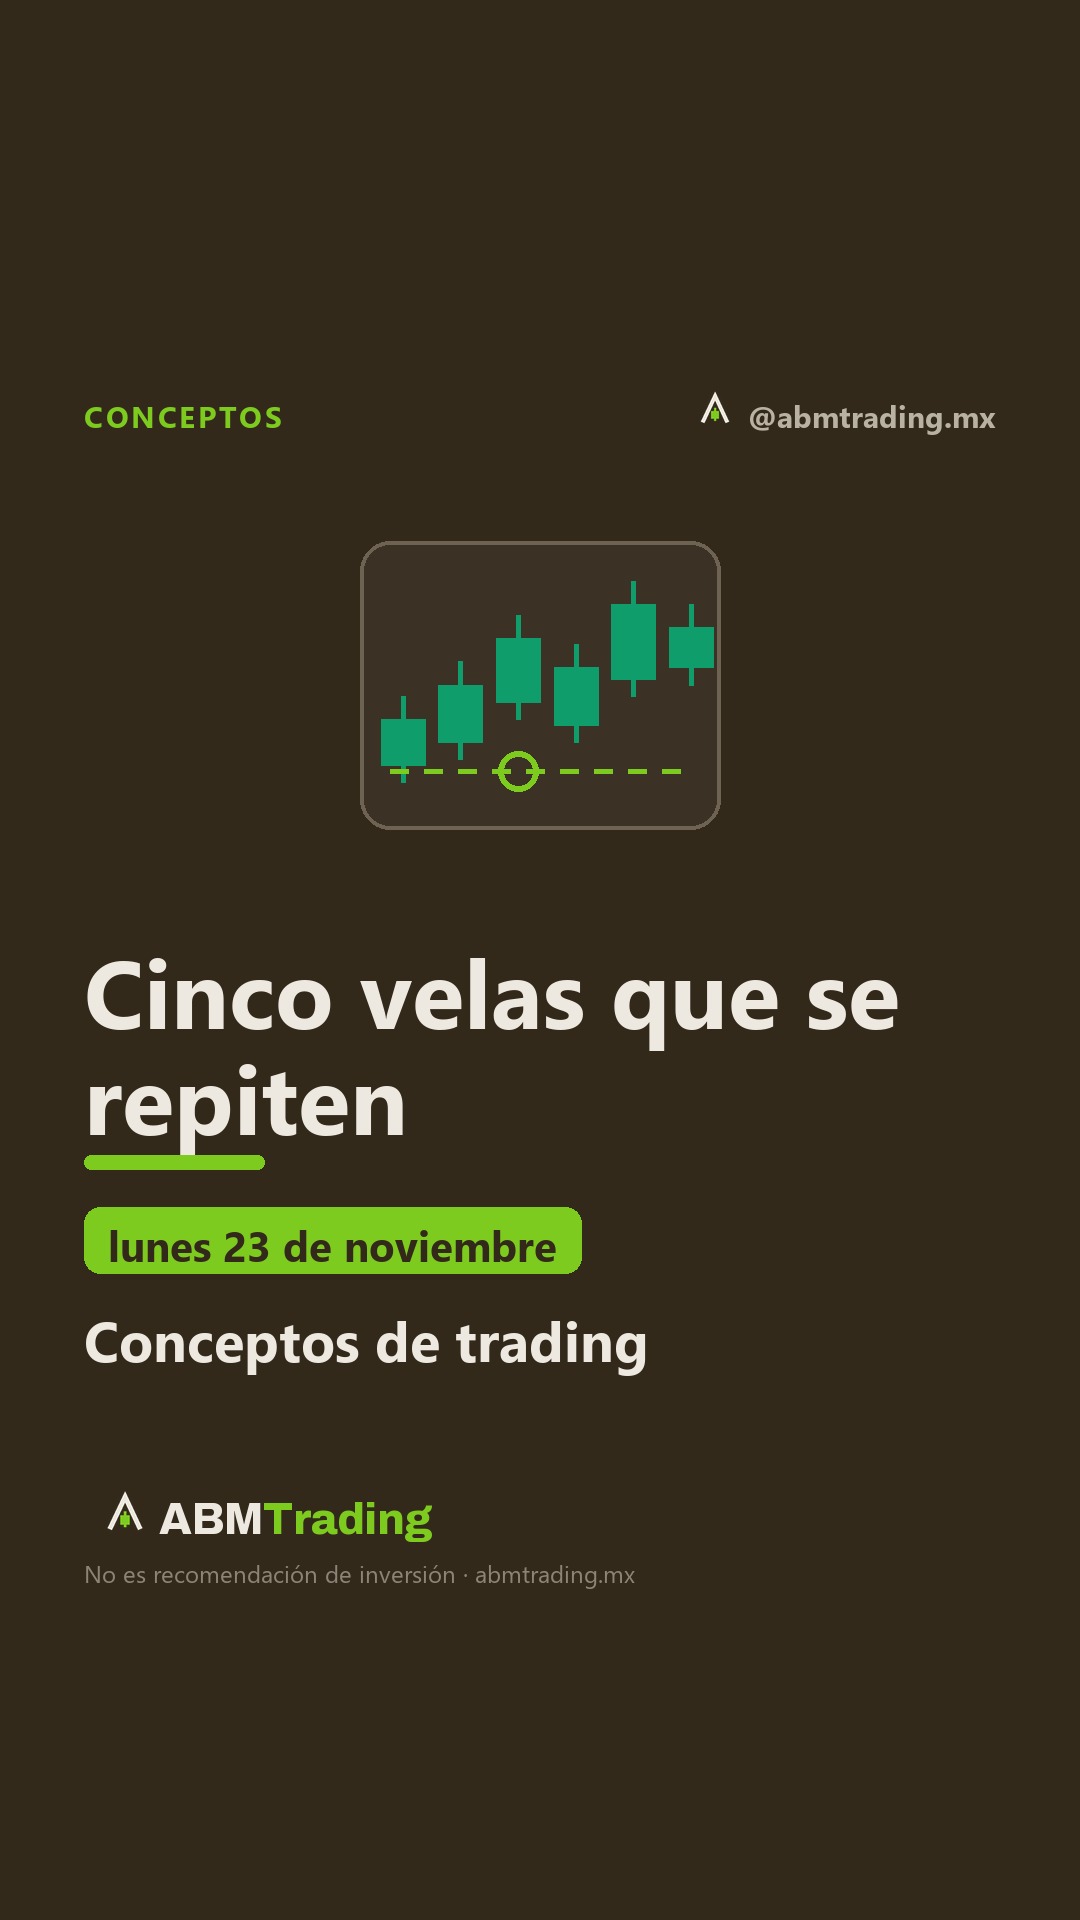 CONCEPTOS
@abmtrading.mx
Cinco velas que se
repiten
lunes 23 de noviembre
Conceptos de trading
ABMTrading
No es recomendación de inversión · abmtrading.mx